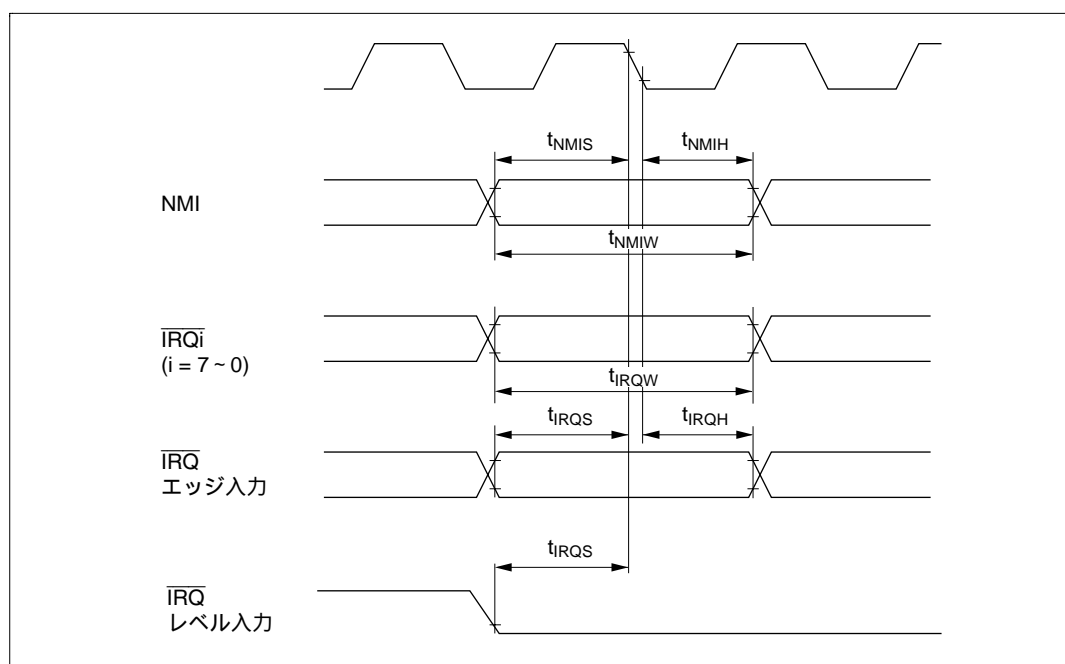 tNMIS
tNMIH
NMI
tNMIW
IRQi
(i = 7 ~ 0)
tIRQW
tIRQS
tIRQH
IRQ
エッジ入力
tIRQS
IRQ
レベル入力